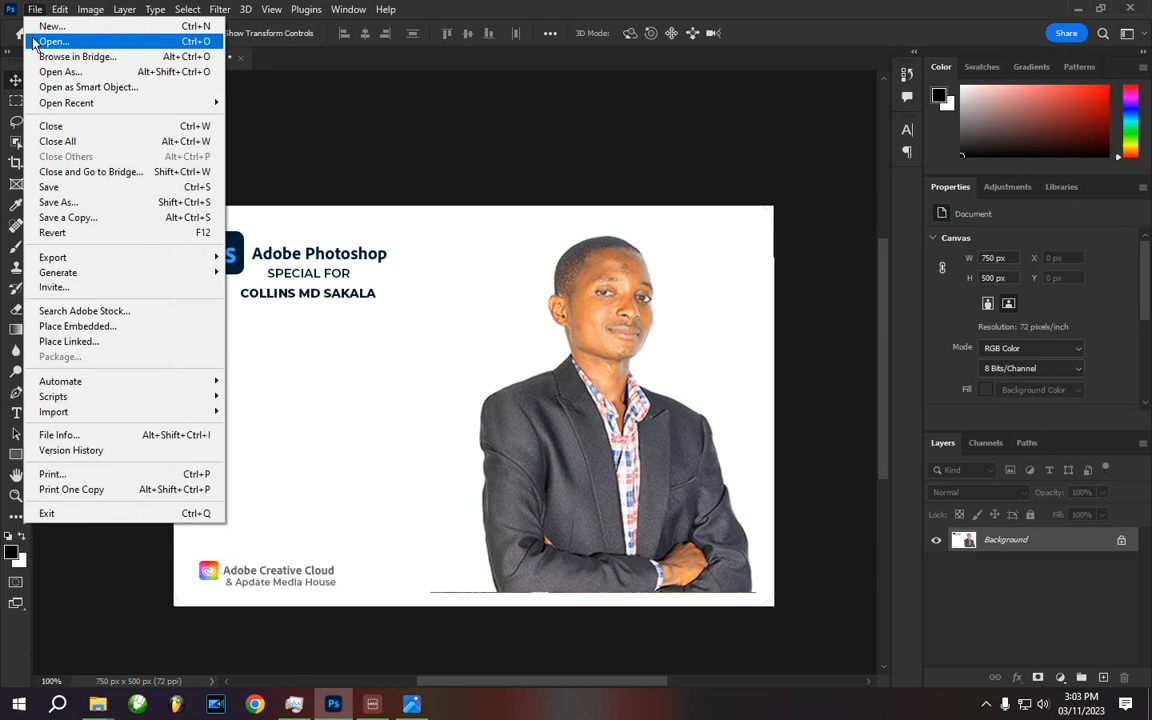 Ps File Edit Image Layer Type Select Filter 3D View Plugins Window Help
Show Transform Controls 3D Mode: Share
New... Ctrl+N
Open... Ctrl+O
Browse in Bridge... Alt+Ctrl+O
Open As... Alt+Shift+Ctrl+O
Open as Smart Object...
Open Recent
Close Ctrl+W
Close All Alt+Ctrl+W
Close Others Alt+Ctrl+P
Close and Go to Bridge... Shift+Ctrl+W
Save Ctrl+S
Save As... Shift+Ctrl+S
Save a Copy... Alt+Ctrl+S
Revert F12
Export
Generate
Invite...
Search Adobe Stock...
Place Embedded...
Place Linked...
Package...
Automate
Scripts
Import
File Info... Alt+Shift+Ctrl+I
Version History
Print... Ctrl+P
Print One Copy Alt+Shift+Ctrl+P
Exit Ctrl+Q
Adobe Photoshop
SPECIAL FOR
COLLINS MD SAKALA
Adobe Creative Cloud
& Apdate Media House
Color Swatches Gradients Patterns
Properties Adjustments Libraries
Document
Canvas
W 750 px X 0 px
H 500 px Y 0 px
Resolution: 72 pixels/inch
Mode RGB Color
8 Bits/Channel
Fill Background Color
Layers Channels Paths
Kind
Normal Opacity: 100%
Lock: Fill: 100%
Background
100% 750 px x 500 px (72 ppi)
Ps
3:03 PM
03/11/2023